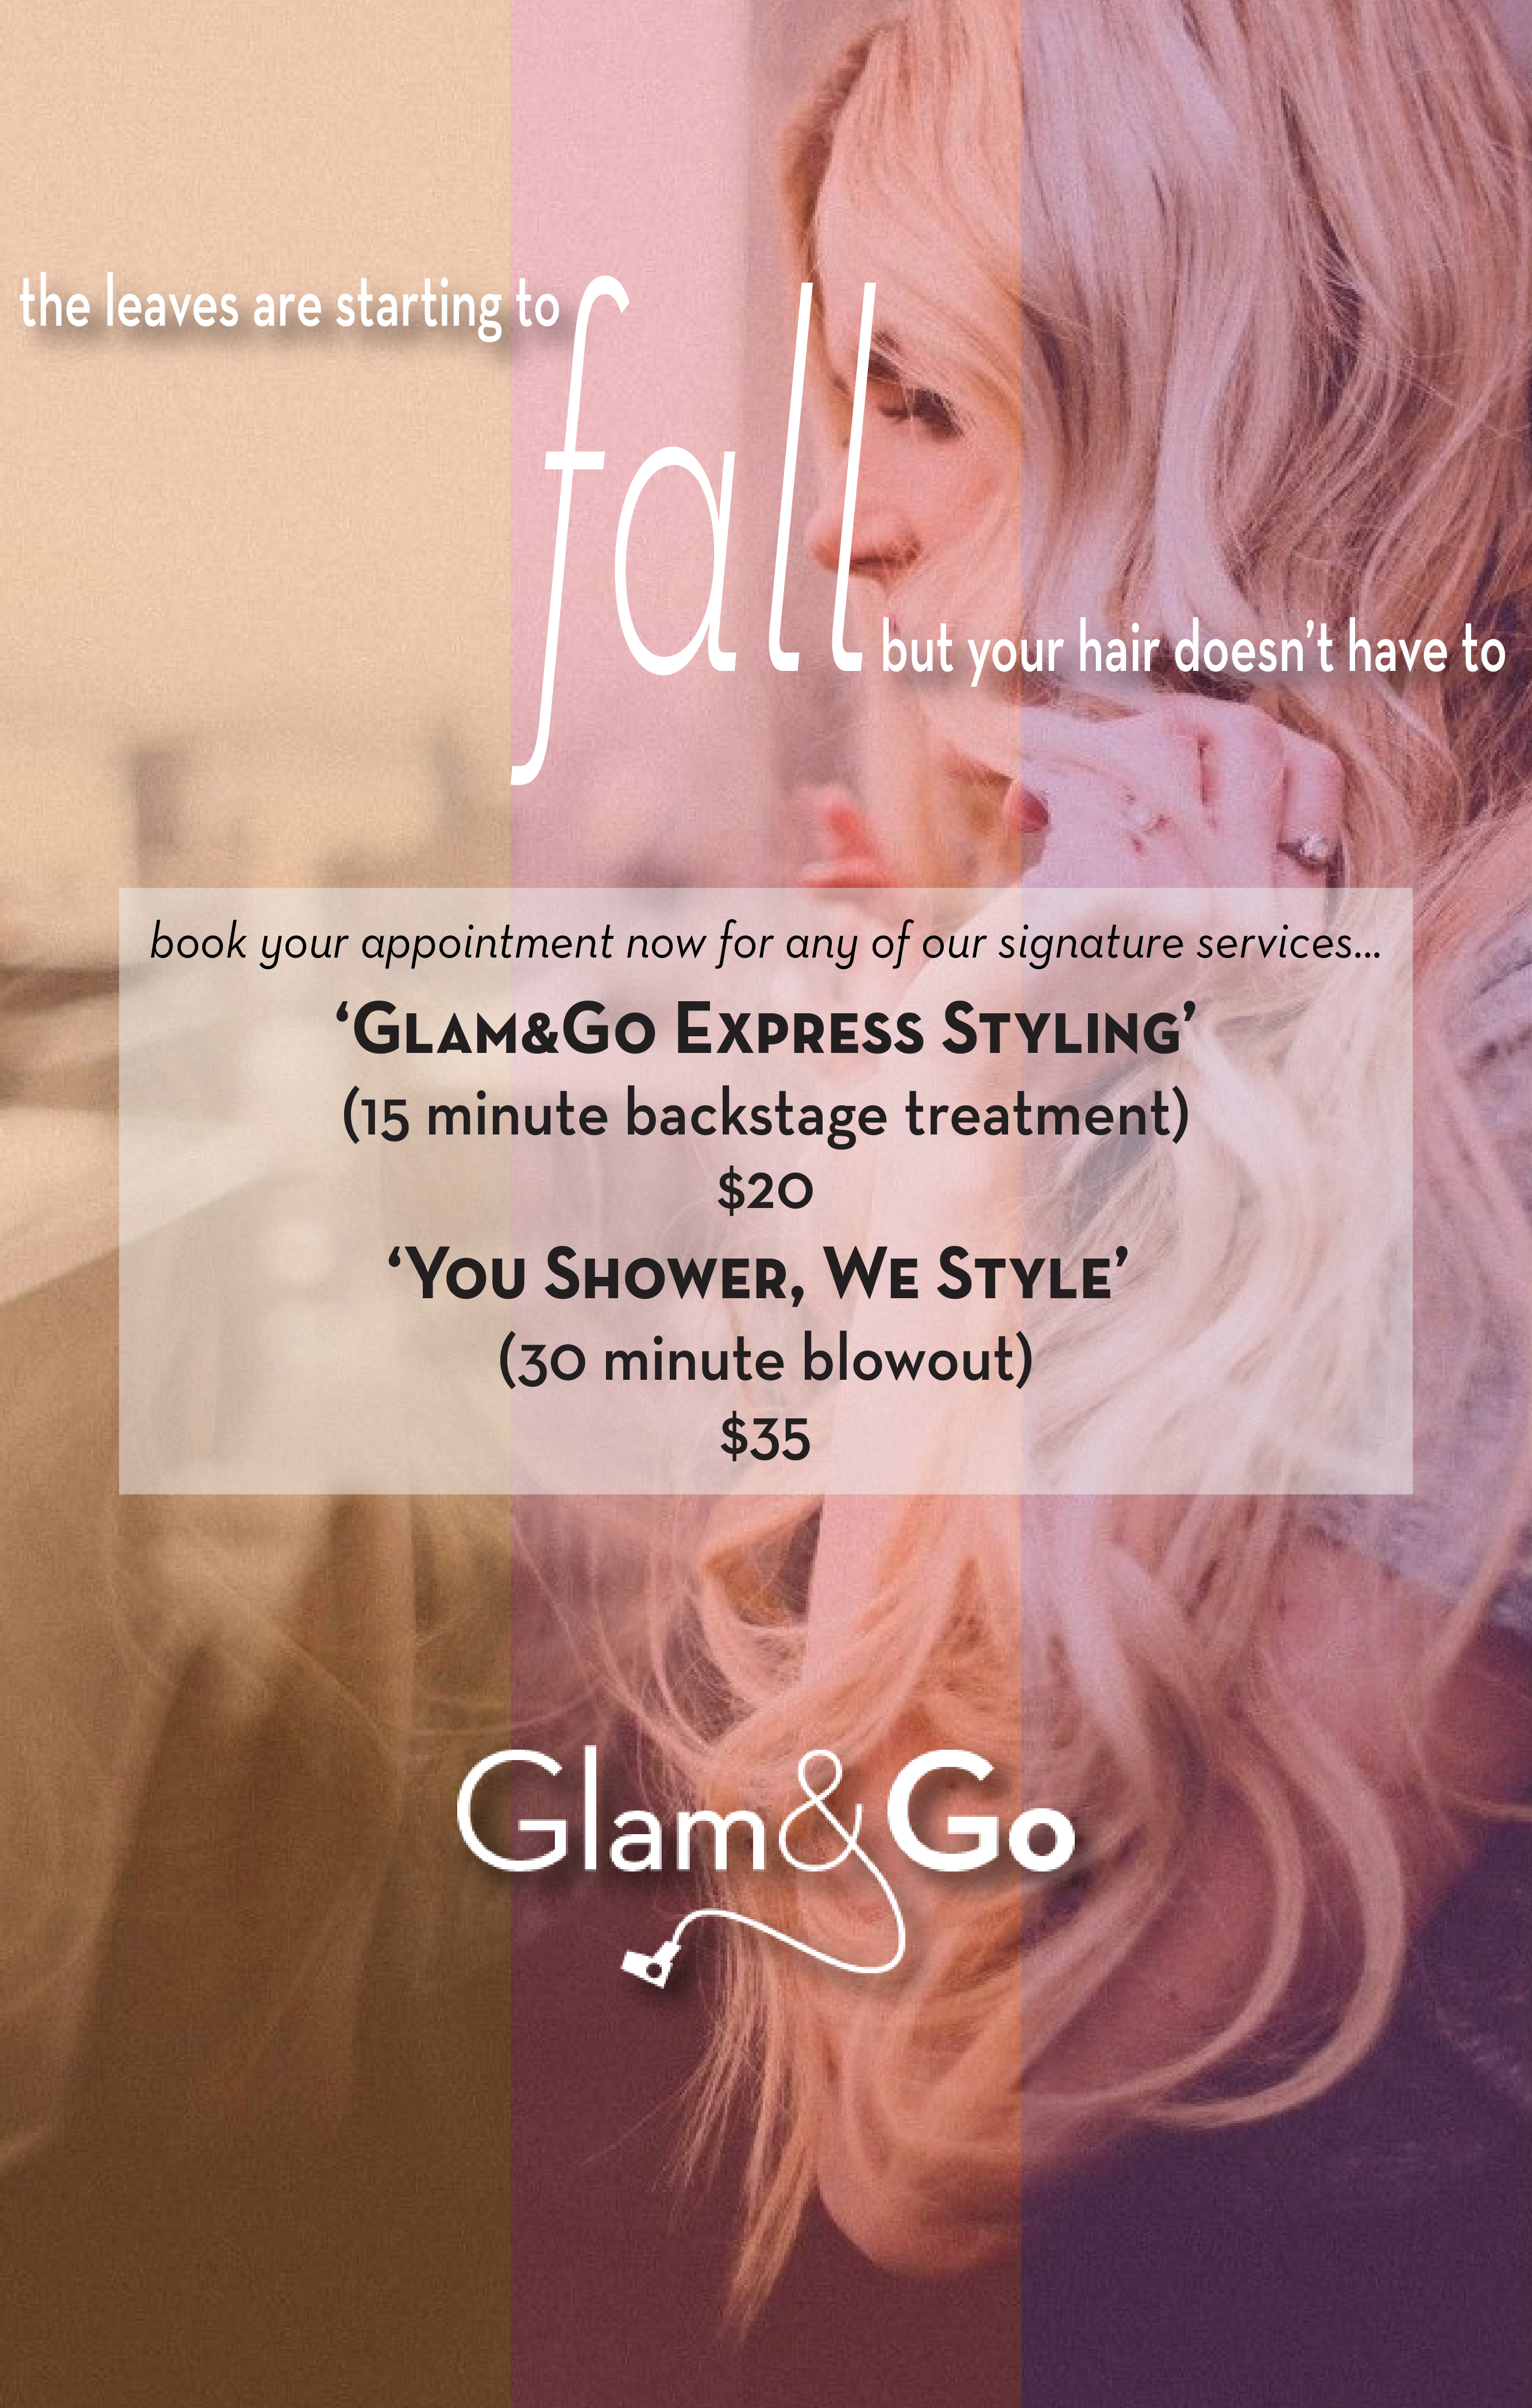 the leaves are starting to
fall
but your hair doesn’t have to
book your appointment now for any of our signature services...
‘Glam&Go Express Styling’
(15 minute backstage treatment)
$20
‘You Shower, We Style’
(30 minute blowout)
$35
Glam&Go